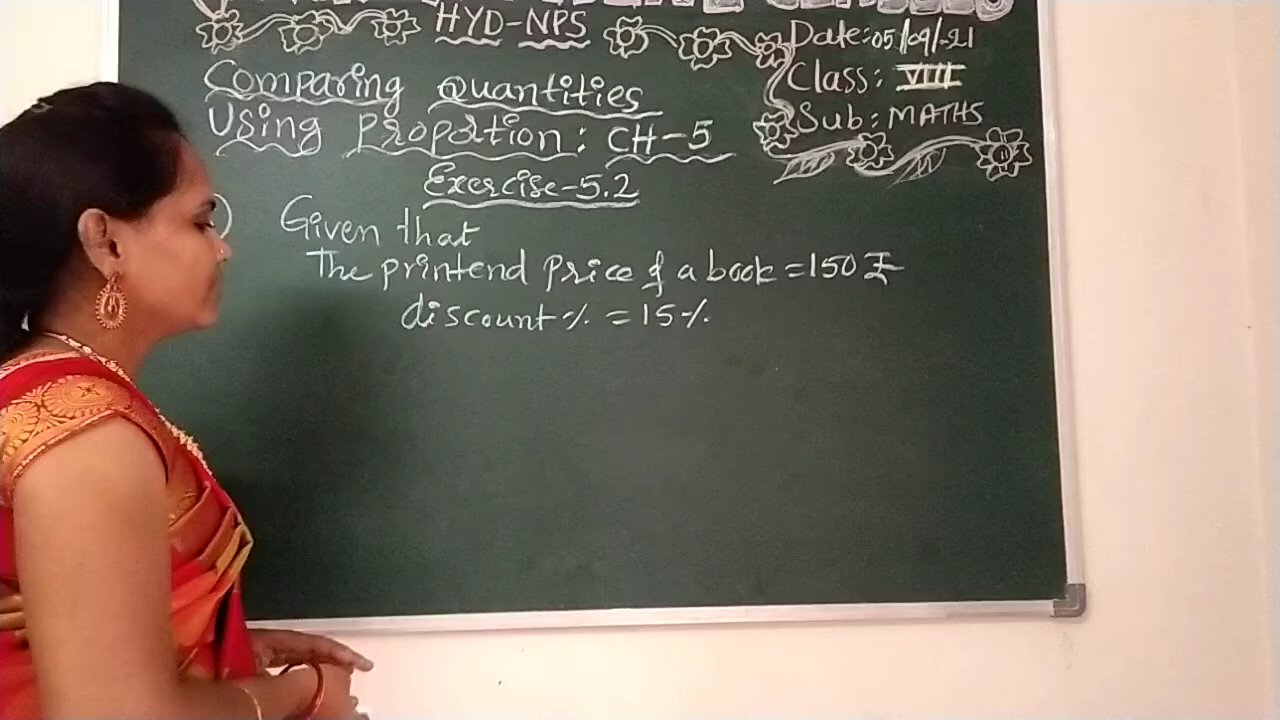 HYD-NPS
Date:05/09/-21
Class: VIII
Sub: MATHS
Comparing Quantities
Using Proportion: CH-5
Exercise-5.2
) Given that
The printend price of a book = 150 ₹
discount % = 15%